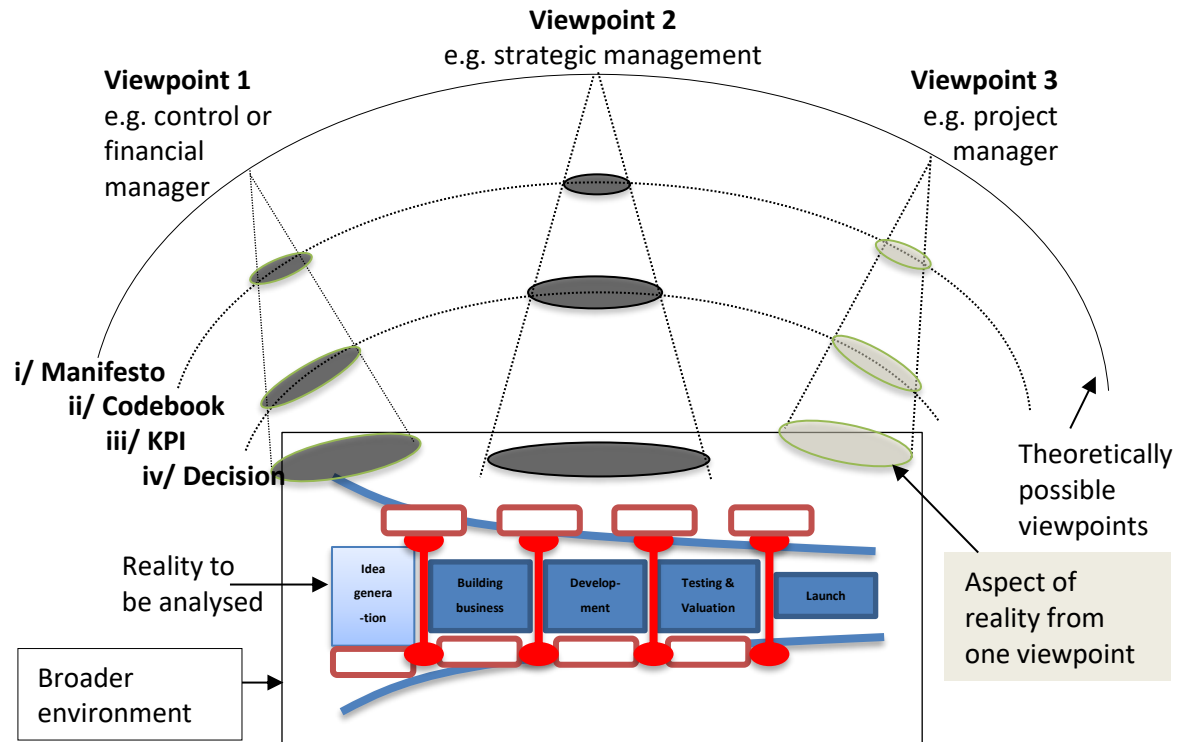 Viewpoint 2
e.g. strategic management
Viewpoint 1
e.g. control or
financial
manager
Viewpoint 3
e.g. project
manager
i/ Manifesto
ii/ Codebook
iii/ KPI
iv/ Decision
Theoretically
possible
viewpoints
Reality to
be analysed
Idea
genera
-tion
Building
business
Develop-
ment
Testing &
Valuation
Launch
Aspect of
reality from
one viewpoint
Broader
environment